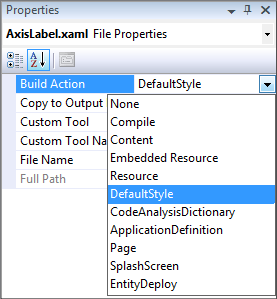 Properties
AxisLabel.xaml File Properties
Build Action DefaultStyle
Copy to Output
Custom Tool
Custom Tool Na
File Name
Full Path
None
Compile
Content
Embedded Resource
Resource
DefaultStyle
CodeAnalysisDictionary
ApplicationDefinition
Page
SplashScreen
EntityDeploy